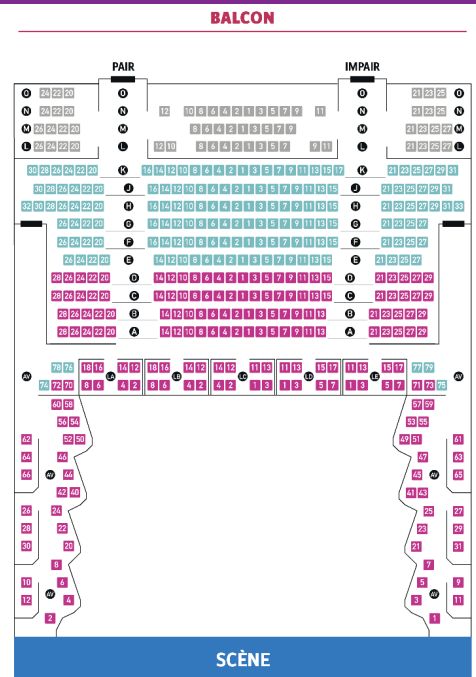 BALCON
PAIR IMPAIR
O 24 22 20 O O 21 23 25 O
N 24 22 20 N 12 10 8 6 4 2 1 3 5 7 9 11 N 21 23 25 N
M 26 24 22 20 M 8 6 4 2 1 3 5 7 9 M 21 23 25 27 M
L 26 24 22 20 L 12 10 8 6 4 2 1 3 5 7 9 11 L 21 23 25 27 L
30 28 26 24 22 20 K 16 14 12 10 8 6 4 2 1 3 5 7 9 11 13 15 17 K 21 23 25 27 29 31
30 28 26 24 22 20 J 16 14 12 10 8 6 4 2 1 3 5 7 9 11 13 15 J 21 23 25 27 29
32 30 28 26 24 22 20 H 16 14 12 10 8 6 4 2 1 3 5 7 9 11 13 15 H 21 23 25 27 29 31 33
26 24 22 20 G 16 14 12 10 8 6 4 2 1 3 5 7 9 11 13 15 G 21 23 25 27
26 24 22 20 F 16 14 12 10 8 6 4 2 1 3 5 7 9 11 13 15 F 21 23 25 27
26 24 22 20 E 14 12 10 8 6 4 2 1 3 5 7 9 11 13 15 E 21 23 25 27
28 26 24 22 20 D 14 12 10 8 6 4 2 1 3 5 7 9 11 13 15 D 21 23 25 27 29
28 26 24 22 20 C 14 12 10 8 6 4 2 1 3 5 7 9 11 13 15 C 21 23 25 27 29
28 26 24 22 20 B 14 12 10 8 6 4 2 1 3 5 7 9 11 13 B 21 23 25 27 29
28 26 24 22 20 A 14 12 10 8 6 4 2 1 3 5 7 9 11 13 A 21 23 25 27 29
78 76 18 16 14 12 18 16 14 12 14 12 11 13 11 13 15 17 11 13 15 17 77 79
AV LA LB LC LD LE AV
74 72 70 8 6 4 2 8 6 4 2 4 2 1 3 1 3 5 7 1 3 5 7 71 73 75
60 58 57 59
56 54 53 55
62 52 50 49 51 61
64 46 47 63
66 AV 44 45 AV 65
42 40 41 43
26 24 25 27
28 22 23 29
30 20 21 31
8 7
10 6 5 9
12 AV 4 3 AV 11
2 1
SCÈNE